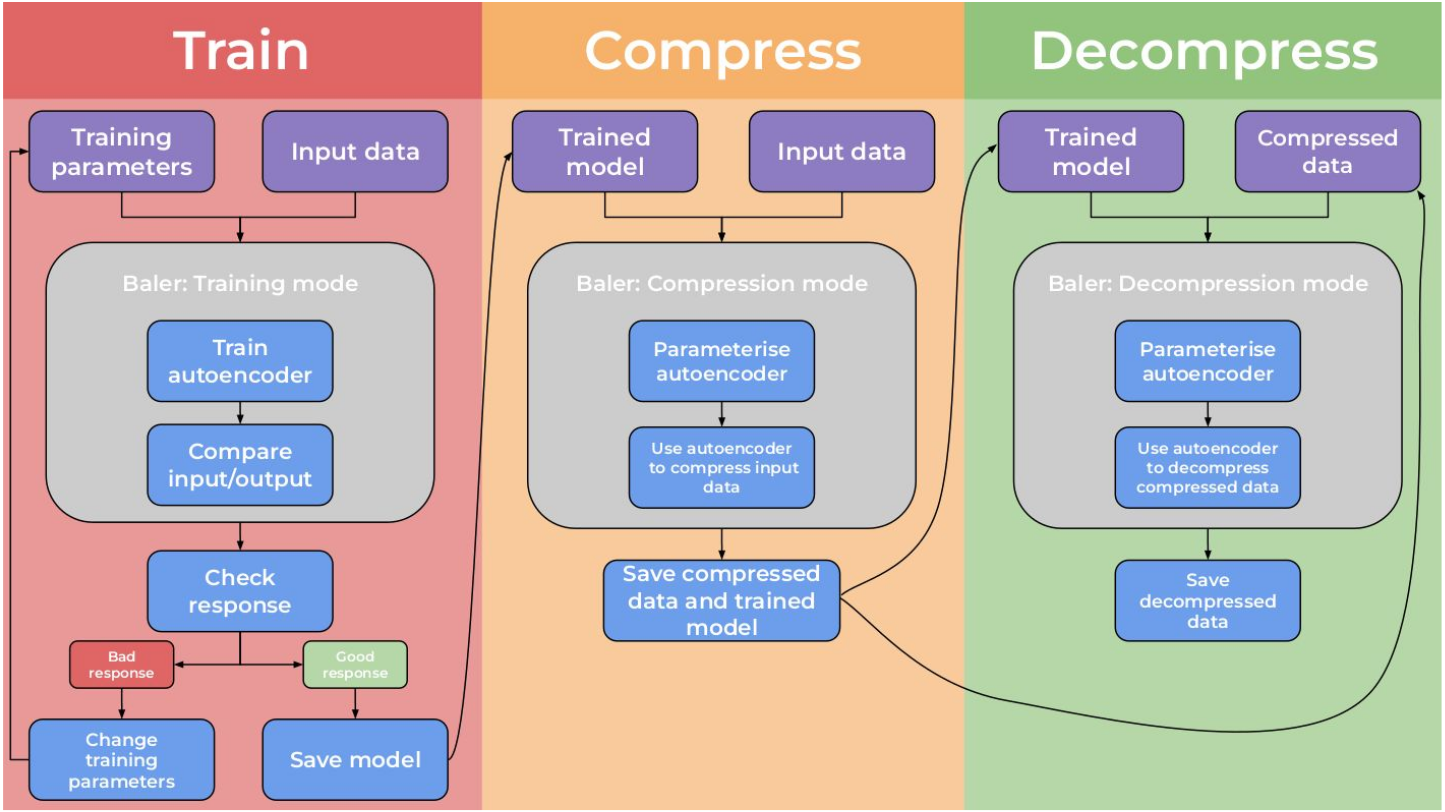 Train
Training
parameters
Input data
Baler: Training mode
Train
autoencoder
Compare
input/output
Check
response
Bad
response
Good
response
Change
training
parameters
Save model
Compress
Trained
model
Input data
Baler: Compression mode
Parameterise
autoencoder
Use autoencoder
to compress input
data
Save compressed
data and trained
model
Decompress
Trained
model
Compressed
data
Baler: Decompression mode
Parameterise
autoencoder
Use autoencoder
to decompress
compressed data
Save
decompressed
data